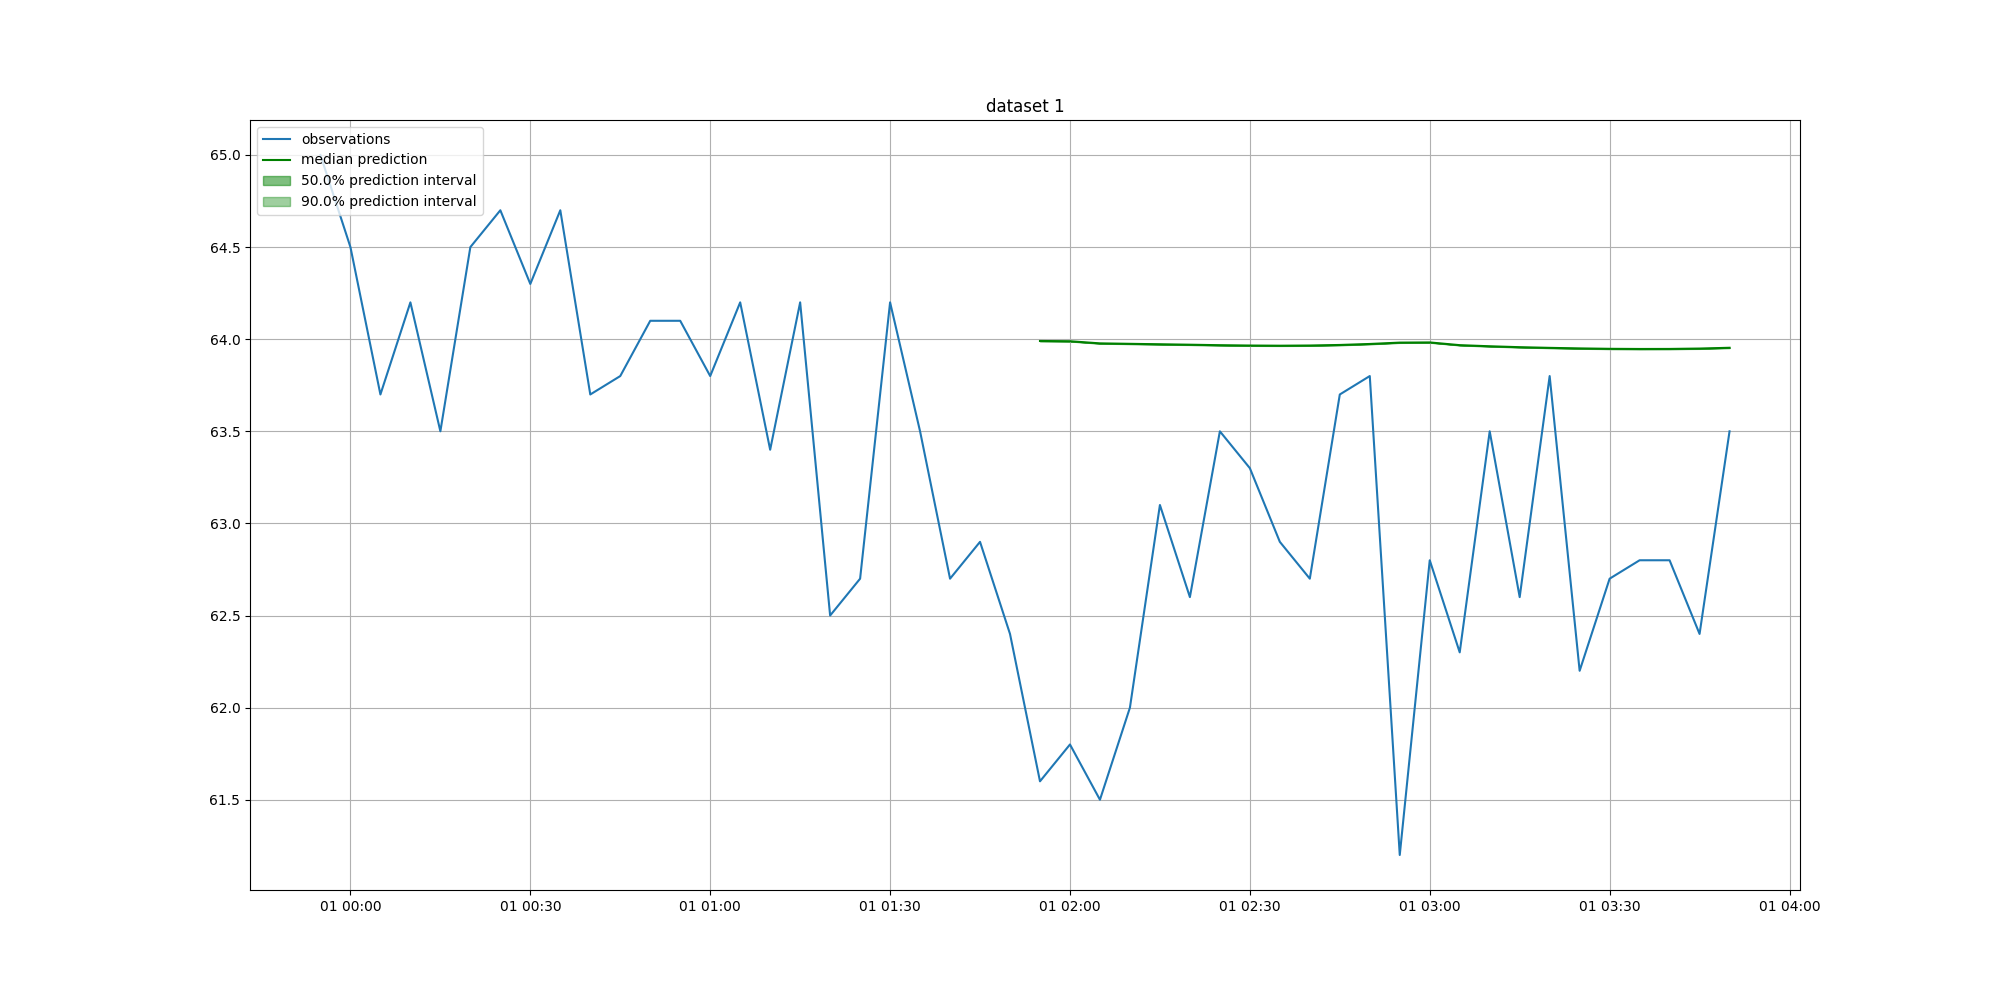 dataset 1
observations
median prediction
50.0% prediction interval
90.0% prediction interval
65.0
64.5
64.0
63.5
63.0
62.5
62.0
61.5
01 00:00 01 00:30 01 01:00 01 01:30 01 02:00 01 02:30 01 03:00 01 03:30 01 04:00